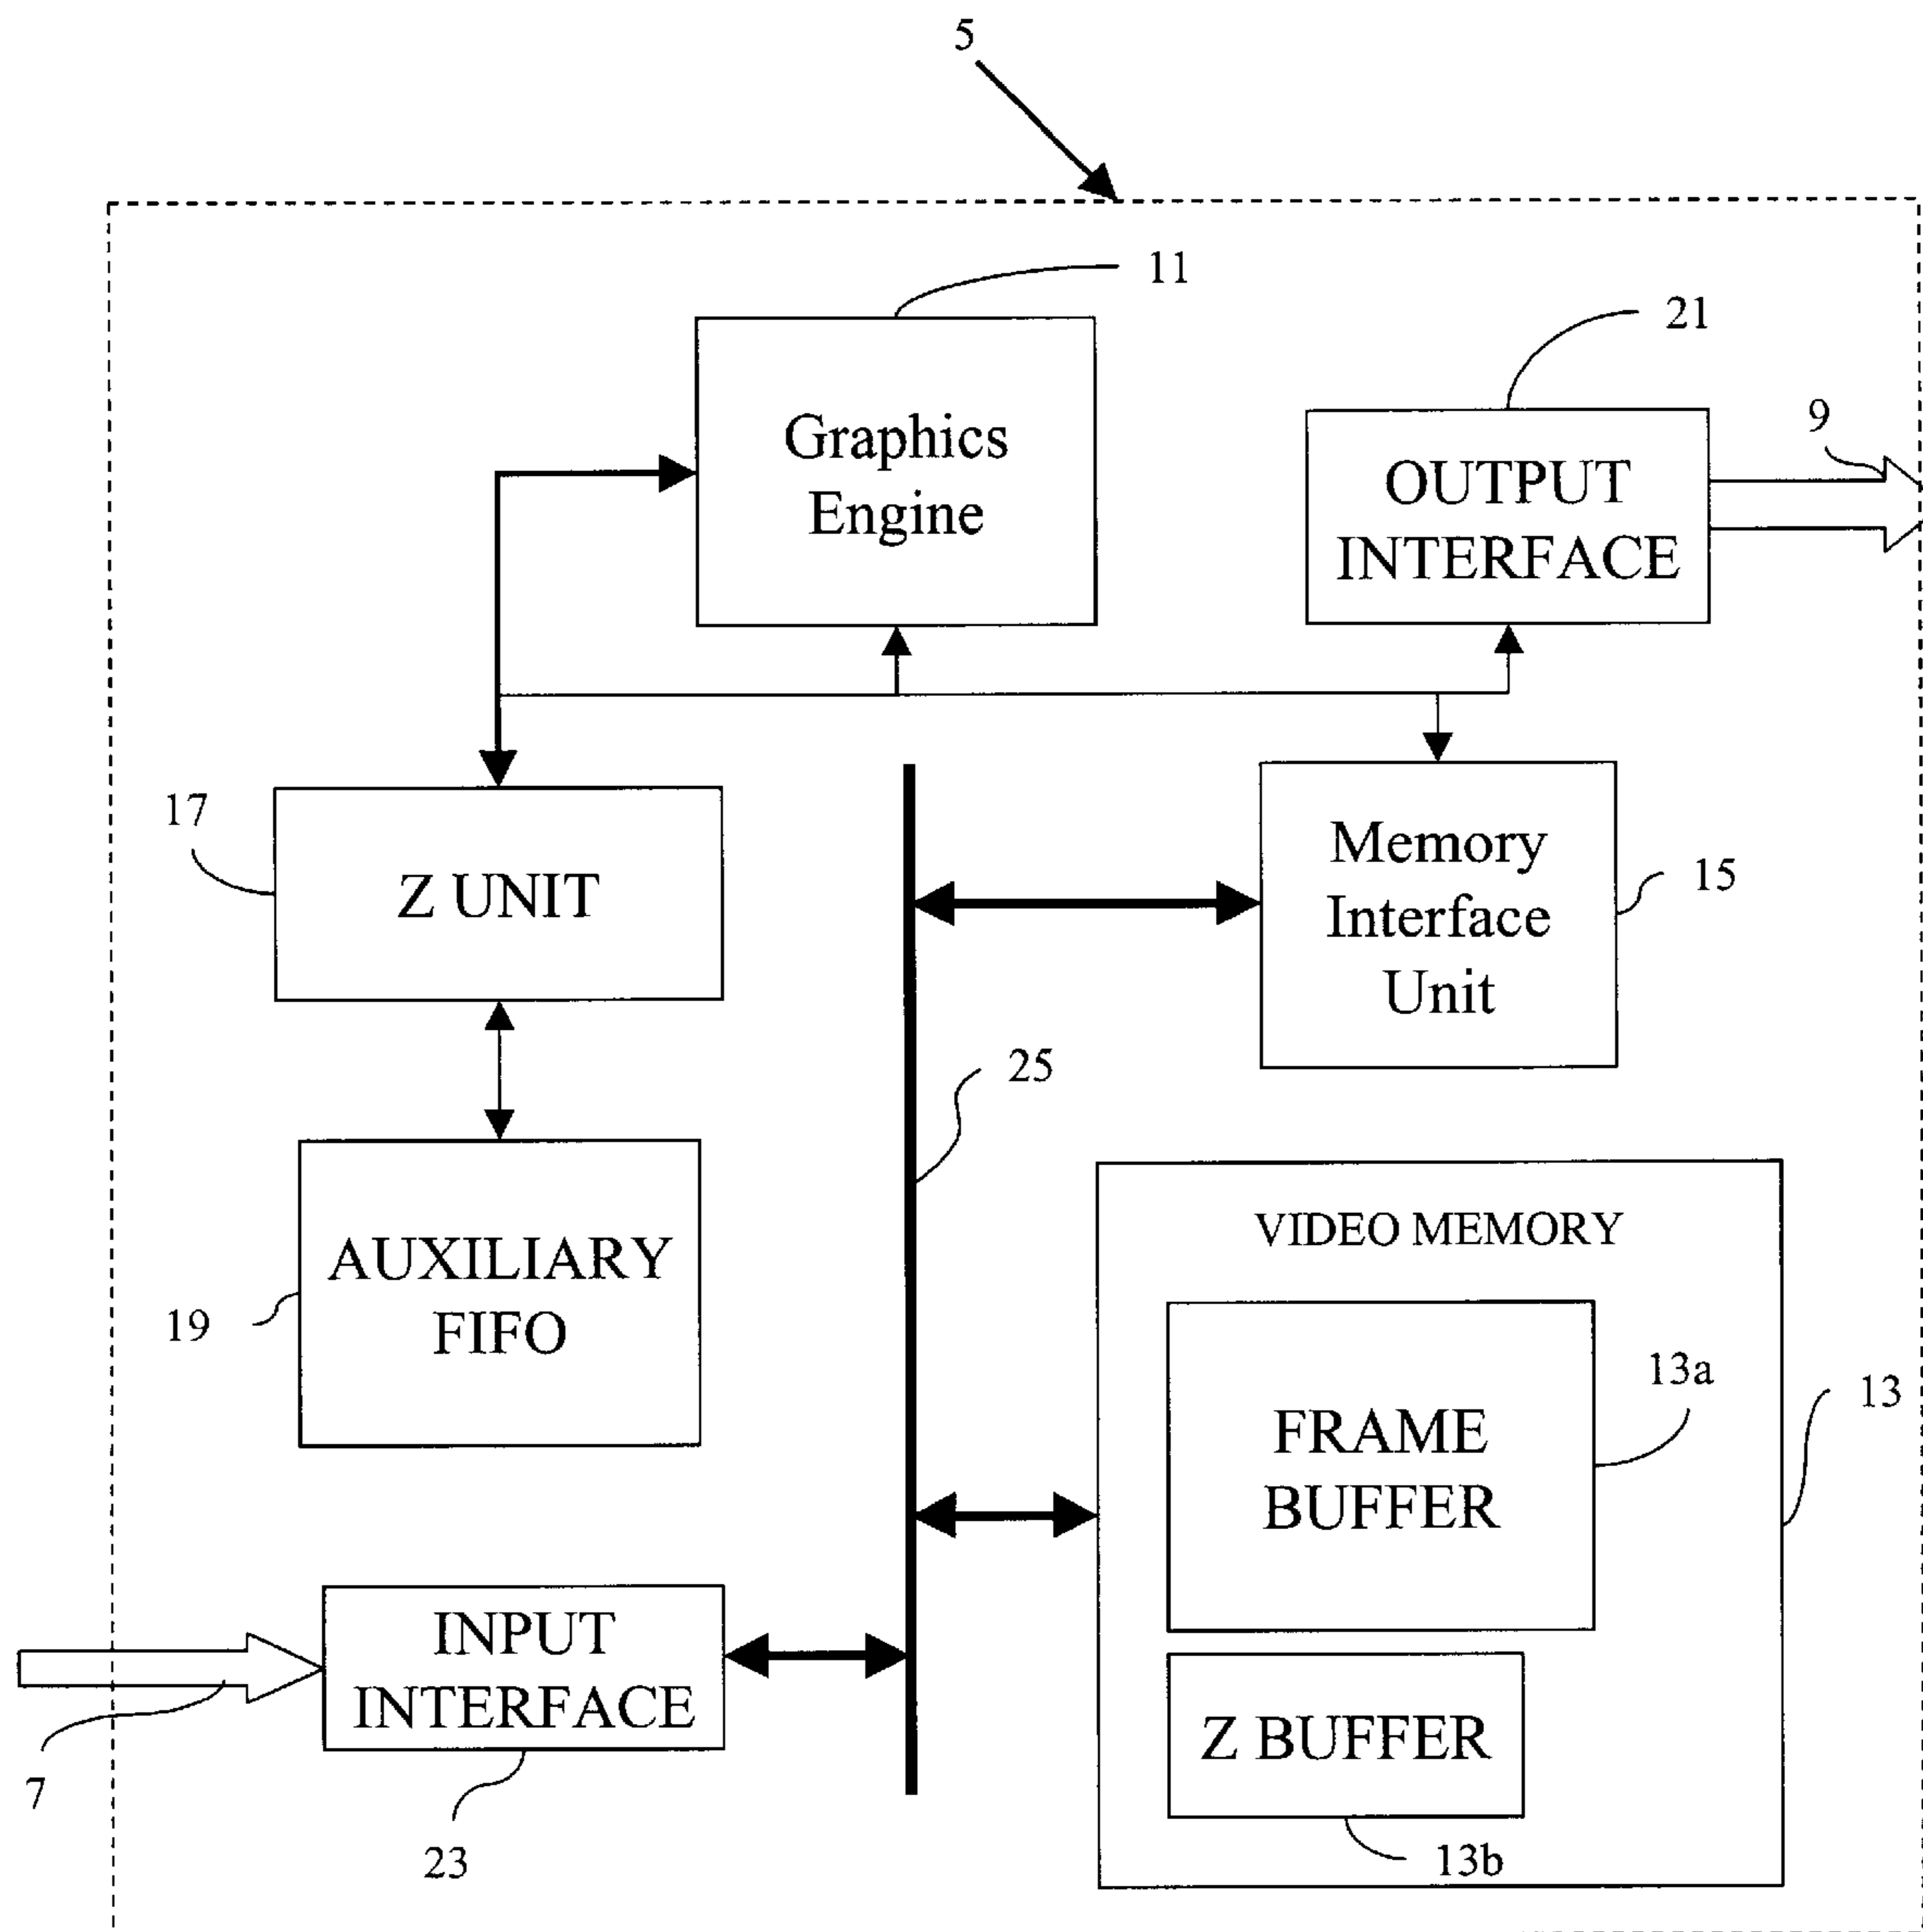 5
11
21
9
Graphics
Engine
OUTPUT
INTERFACE
17
Z UNIT
Memory
Interface
Unit
15
25
AUXILIARY
FIFO
19
VIDEO MEMORY
FRAME
BUFFER
13a
13
INPUT
INTERFACE
Z BUFFER
7
23
13b